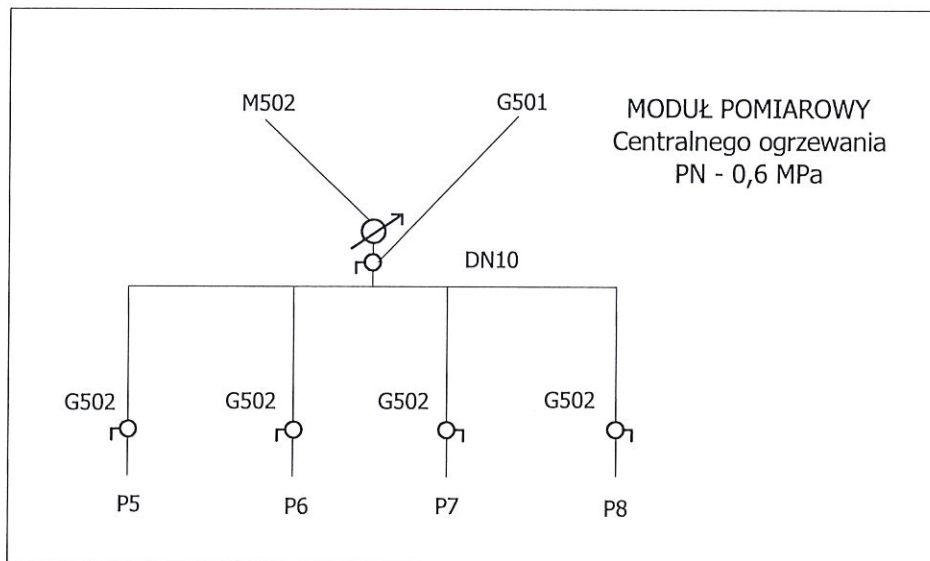 M502
G501
MODUŁ POMIAROWY
Centralnego ogrzewania
PN - 0,6 MPa
DN10
G502
G502
G502
G502
P5
P6
P7
P8